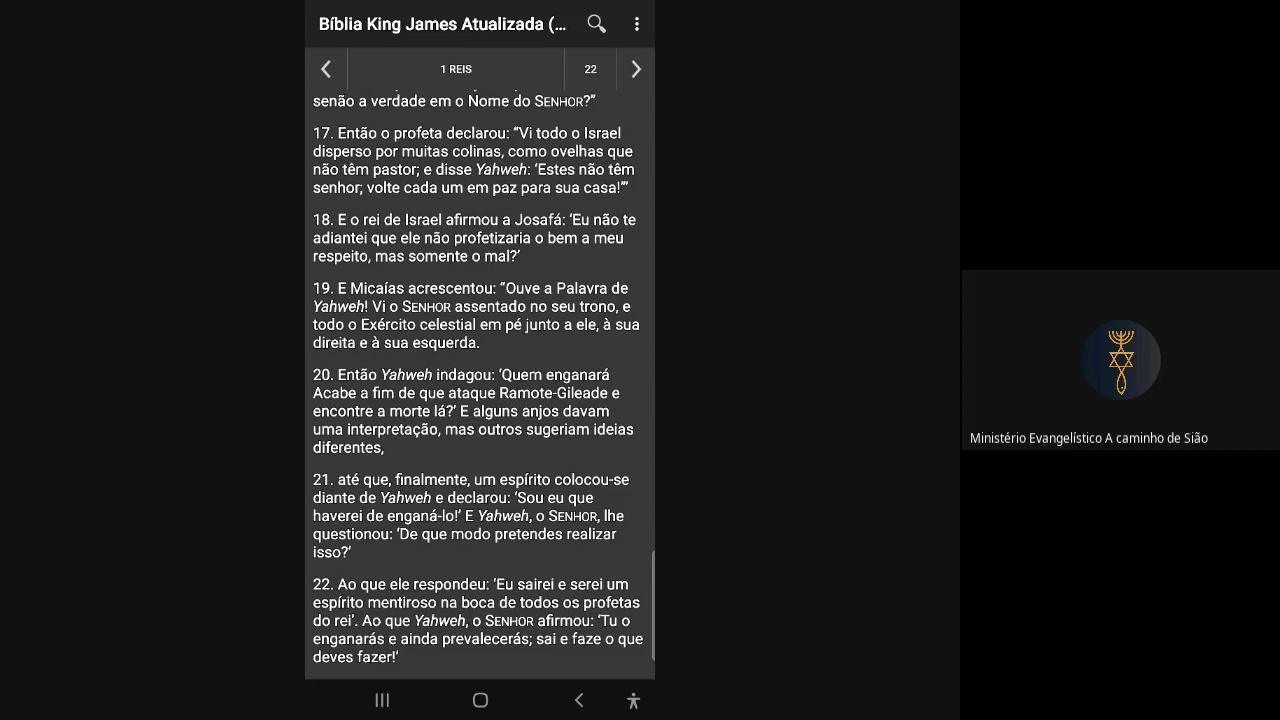 Bíblia King James Atualizada (...
1 REIS
22
senão a verdade em o Nome do SENHOR?”
17. Então o profeta declarou: “Vi todo o Israel
disperso por muitas colinas, como ovelhas que
não têm pastor; e disse Yahweh: ‘Estes não têm
senhor; volte cada um em paz para sua casa!’”
18. E o rei de Israel afirmou a Josafá: ‘Eu não te
adiantei que ele não profetizaria o bem a meu
respeito, mas somente o mal?’
19. E Micaías acrescentou: “Ouve a Palavra de
Yahweh! Vi o SENHOR assentado no seu trono, e
todo o Exército celestial em pé junto a ele, à sua
direita e à sua esquerda.
20. Então Yahweh indagou: ‘Quem enganará
Acabe a fim de que ataque Ramote-Gileade e
encontre a morte lá?’ E alguns anjos davam
uma interpretação, mas outros sugeriam ideias
diferentes,
21. até que, finalmente, um espírito colocou-se
diante de Yahweh e declarou: ‘Sou eu que
haverei de enganá-lo!’ E Yahweh, o SENHOR, lhe
questionou: ‘De que modo pretendes realizar
isso?’
22. Ao que ele respondeu: ‘Eu sairei e serei um
espírito mentiroso na boca de todos os profetas
do rei’. Ao que Yahweh, o SENHOR afirmou: ‘Tu o
enganarás e ainda prevalecerás; sai e faze o que
deves fazer!’
Ministério Evangelístico A caminho de Sião